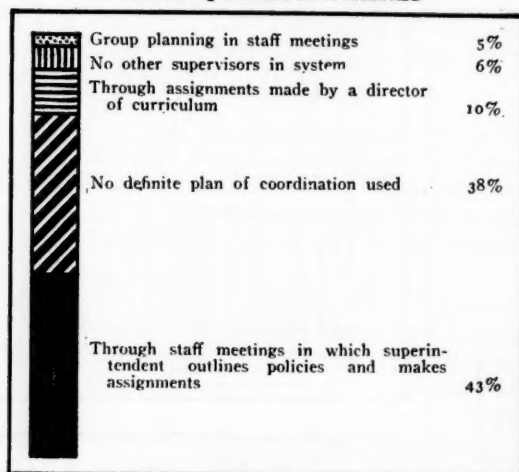 Group planning in staff meetings 5%
No other supervisors in system 6%
Through assignments made by a director
of curriculum 10%
No definite plan of coordination used 38%
Through staff meetings in which superin-
tendent outlines policies and makes
assignments 43%